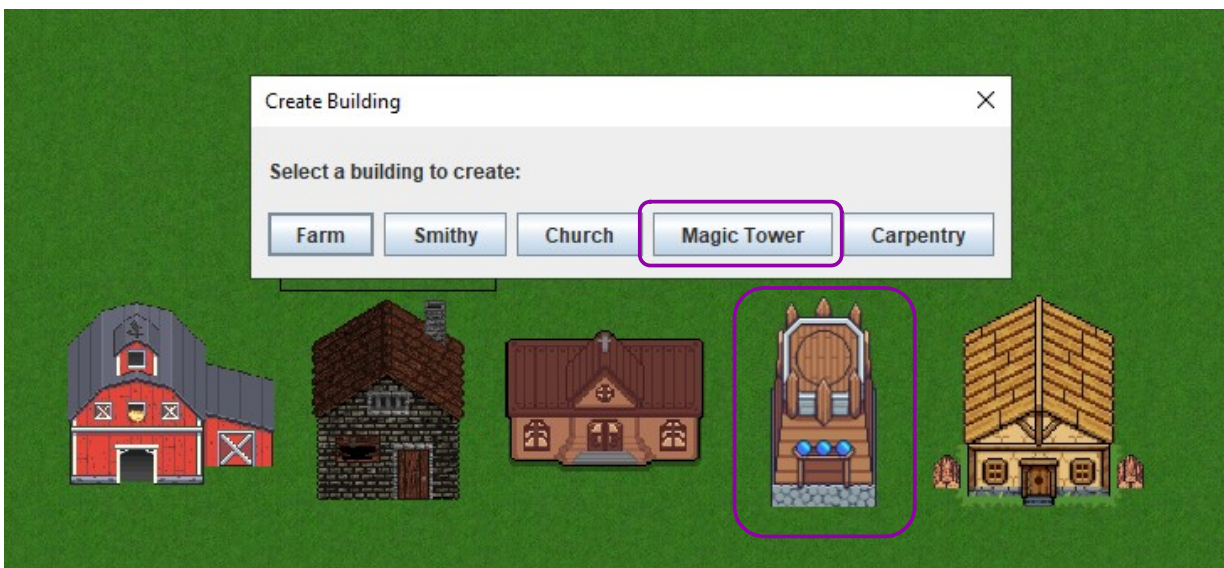 Create Building
Select a building to create:
Farm Smithy Church Magic Tower Carpentry